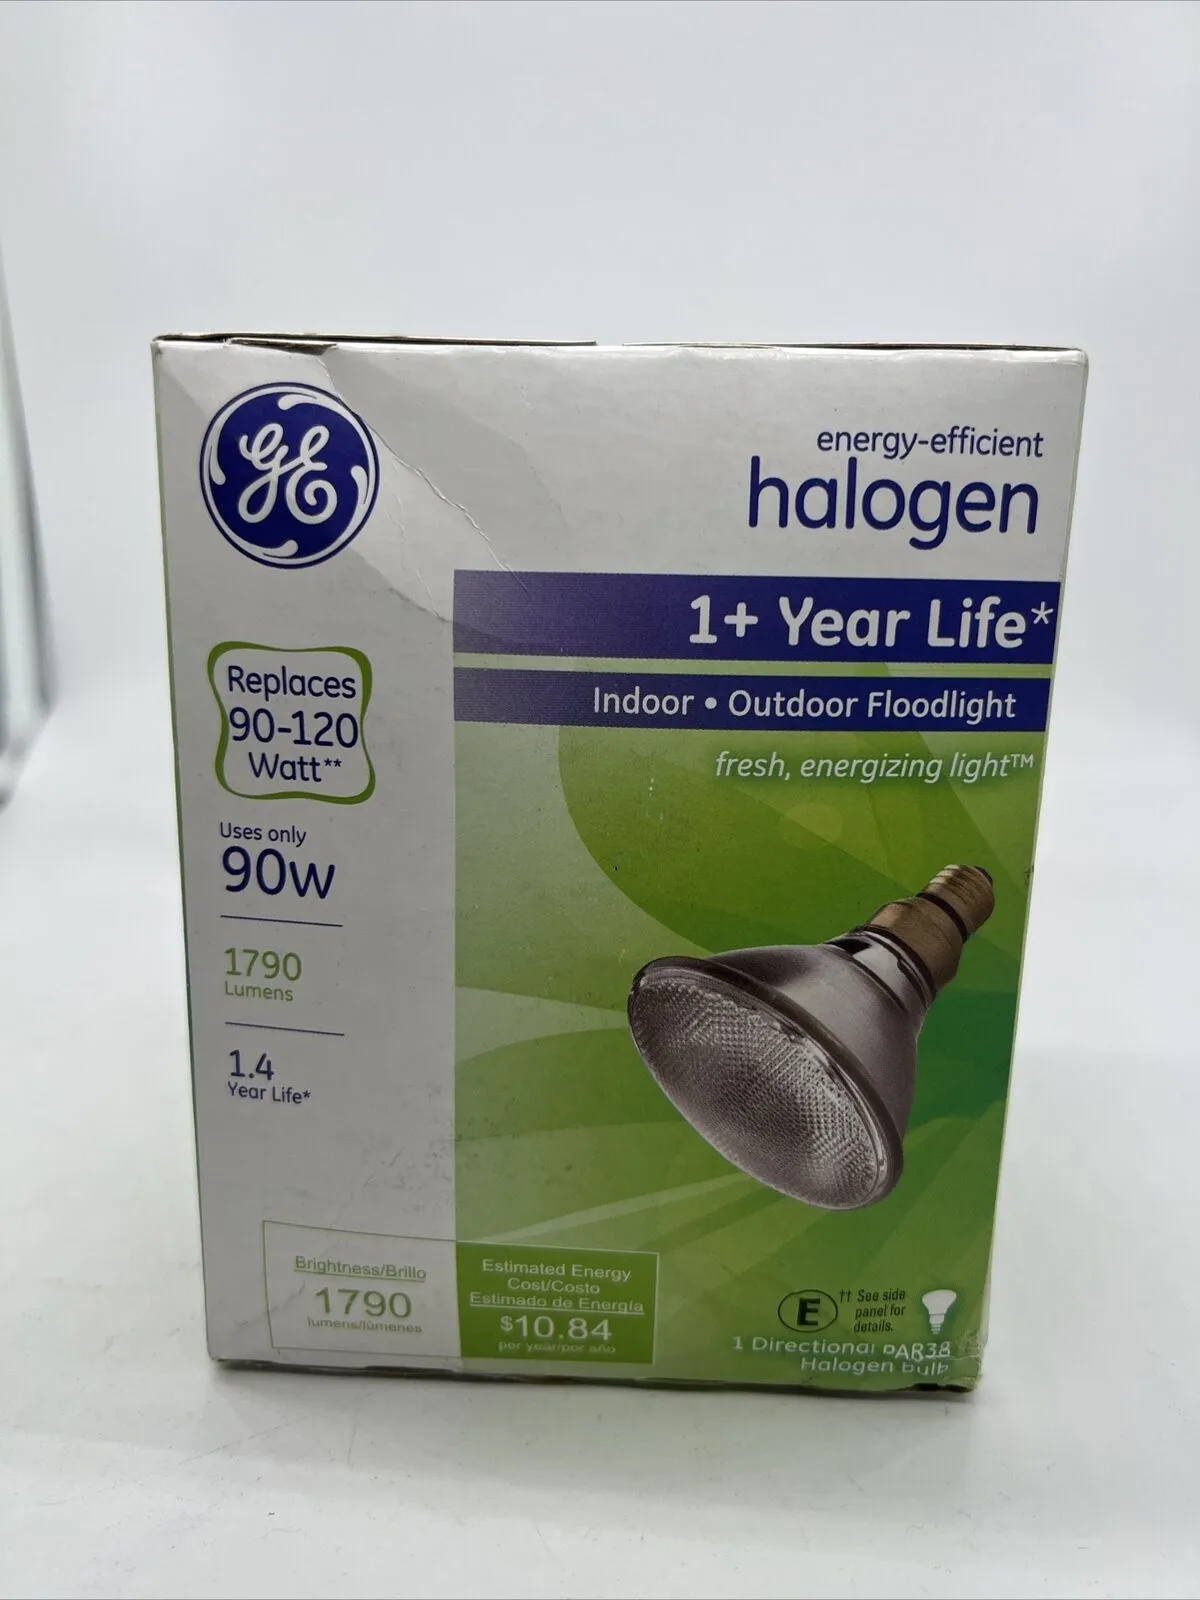 GE
energy-efficient
halogen
1+ Year Life*
Indoor • Outdoor Floodlight
fresh, energizing light™
Replaces
90-120
Watt**
Uses only
90w
1790
Lumens
1.4
Year Life*
Brightness/Brillo
1790
lumens/lúmenes
Estimated Energy
Cost/Costo
Estimado de Energía
$10.84
per year/por año
E
†† See side
panel for
details.
1 Directional PAR38
Halogen bulb